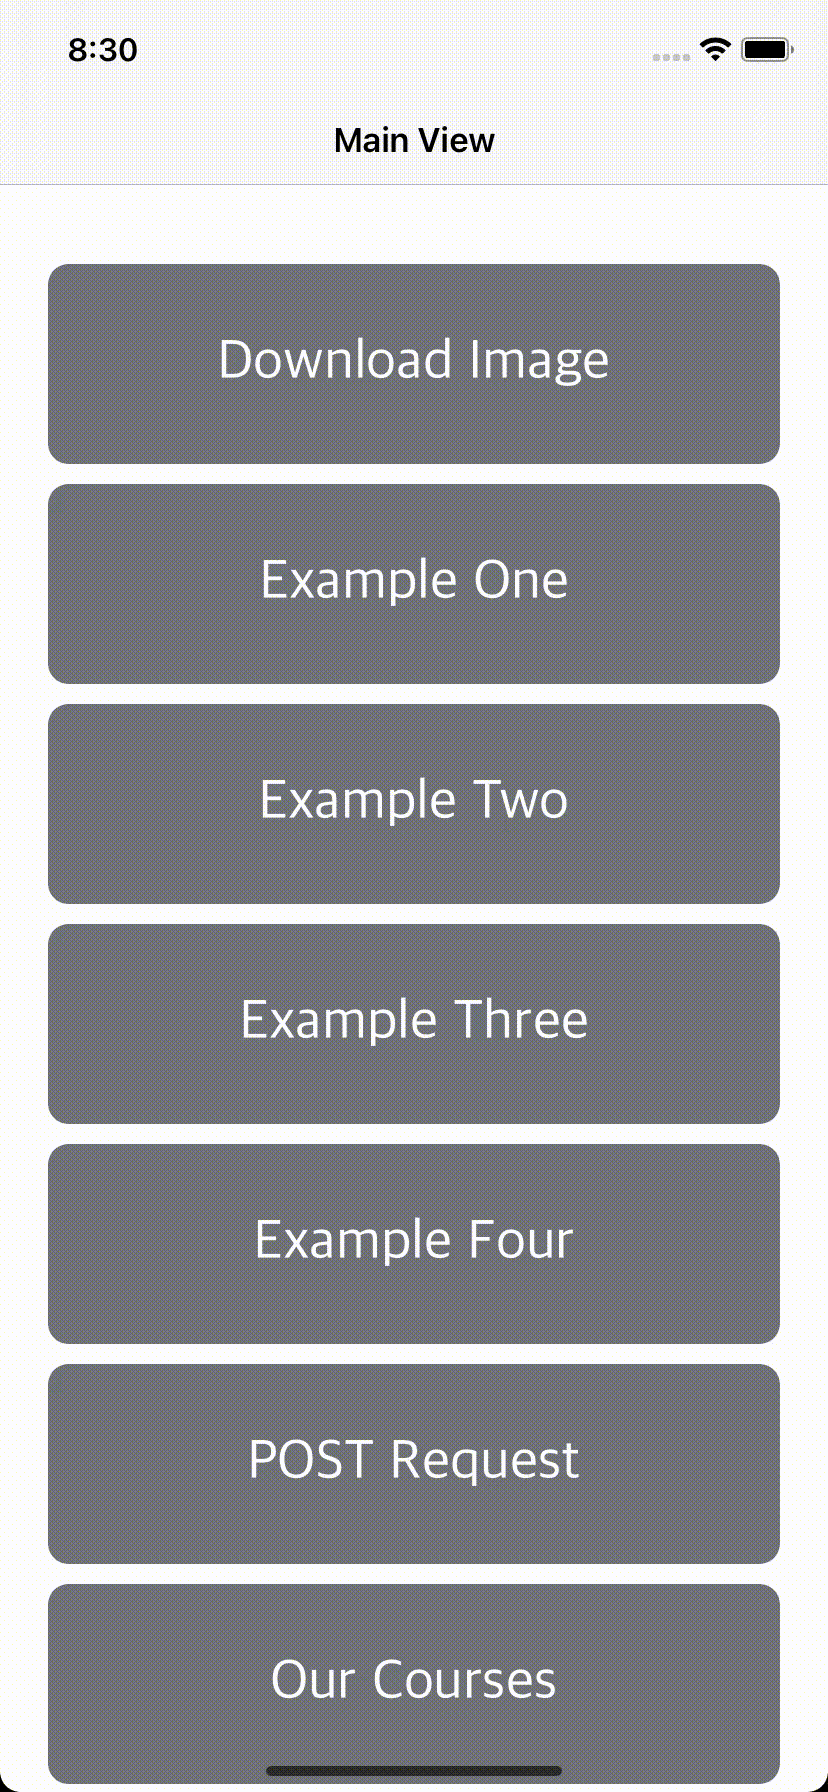 8:30
Main View
Download Image
Example One
Example Two
Example Three
Example Four
POST Request
Our Courses